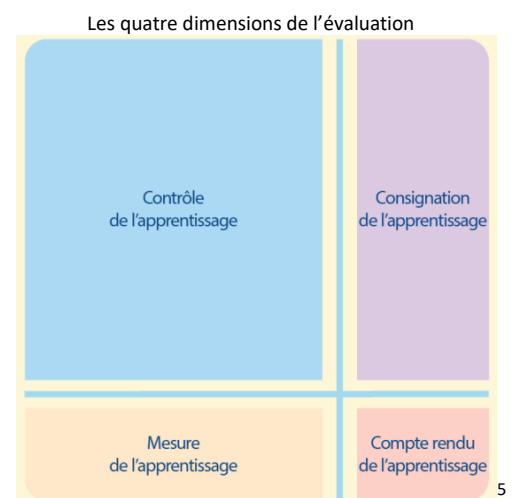 Les quatre dimensions de l’évaluation
Contrôle
de l’apprentissage
Consignation
de l’apprentissage
Mesure
de l’apprentissage
Compte rendu
de l’apprentissage
5